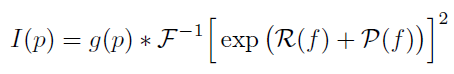 I(p) = g(p) * ℱ⁻¹[ exp (ℛ(f) + 𝒫(f)) ]²